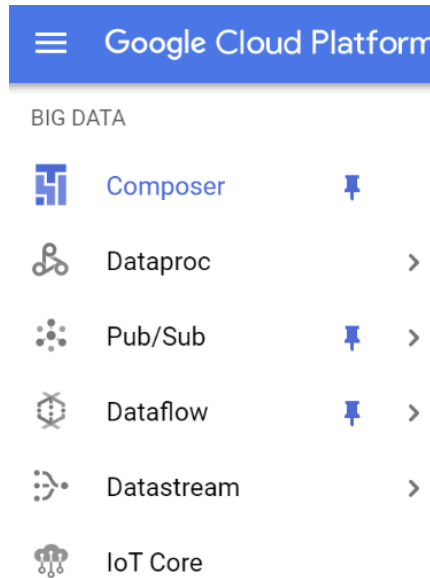 Google Cloud Platform
BIG DATA
Composer
Dataproc
Pub/Sub
Dataflow
Datastream
IoT Core